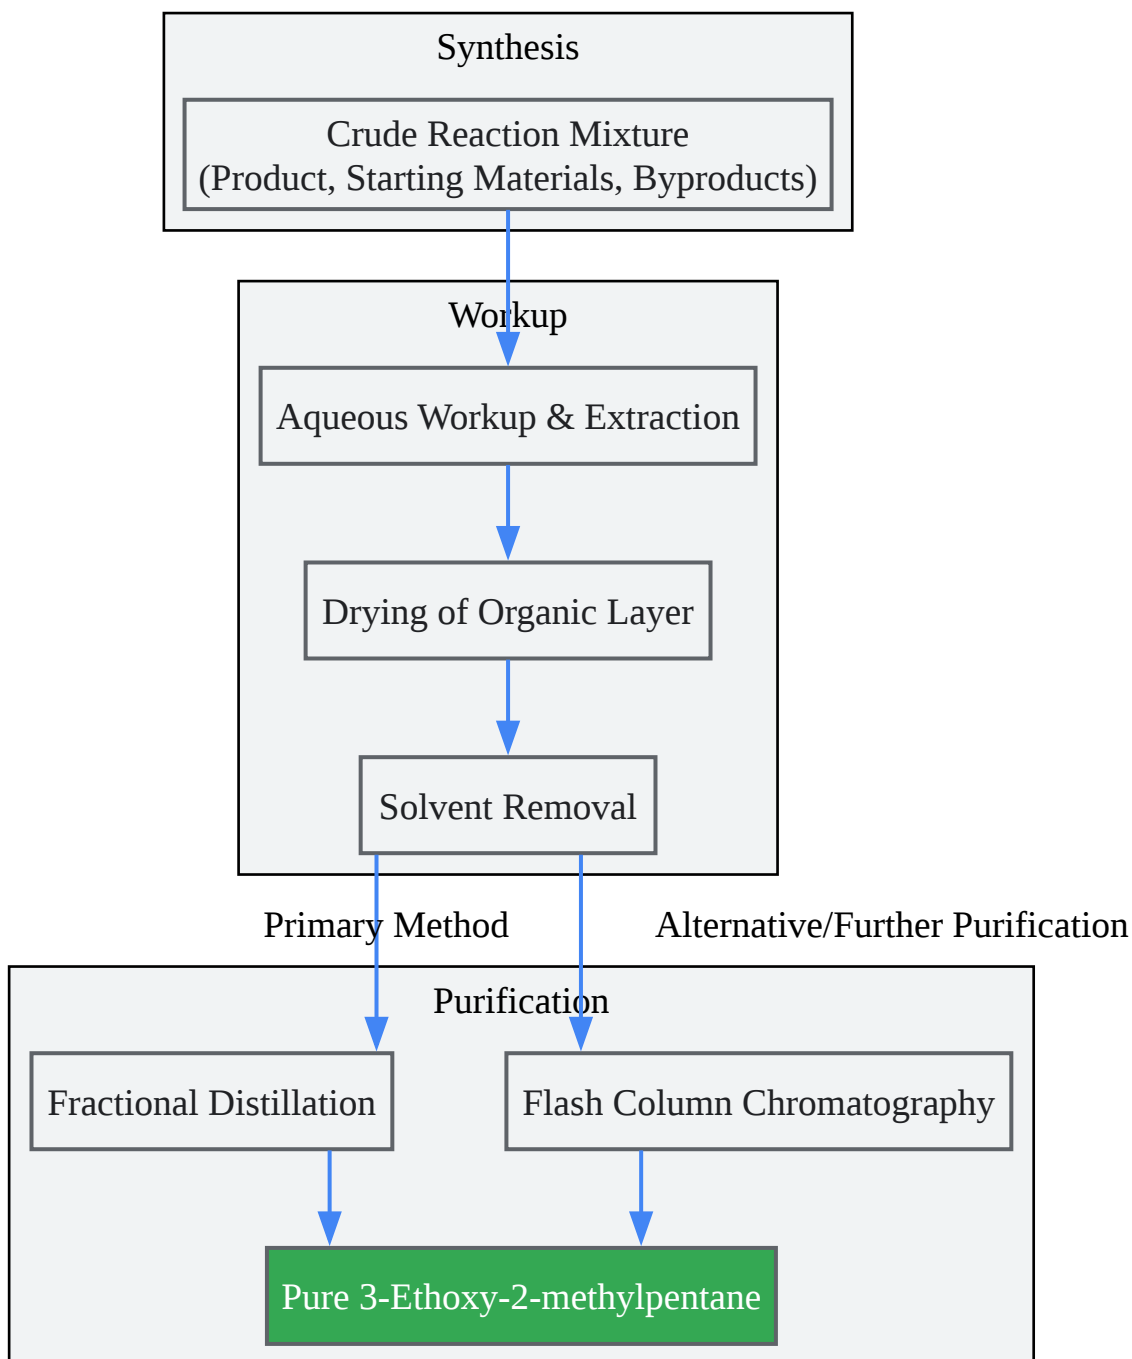 Synthesis
Crude Reaction Mixture
(Product, Starting Materials, Byproducts)
Workup
Aqueous Workup & Extraction
Drying of Organic Layer
Solvent Removal
Primary Method
Alternative/Further Purification
Purification
Fractional Distillation
Flash Column Chromatography
Pure 3-Ethoxy-2-methylpentane